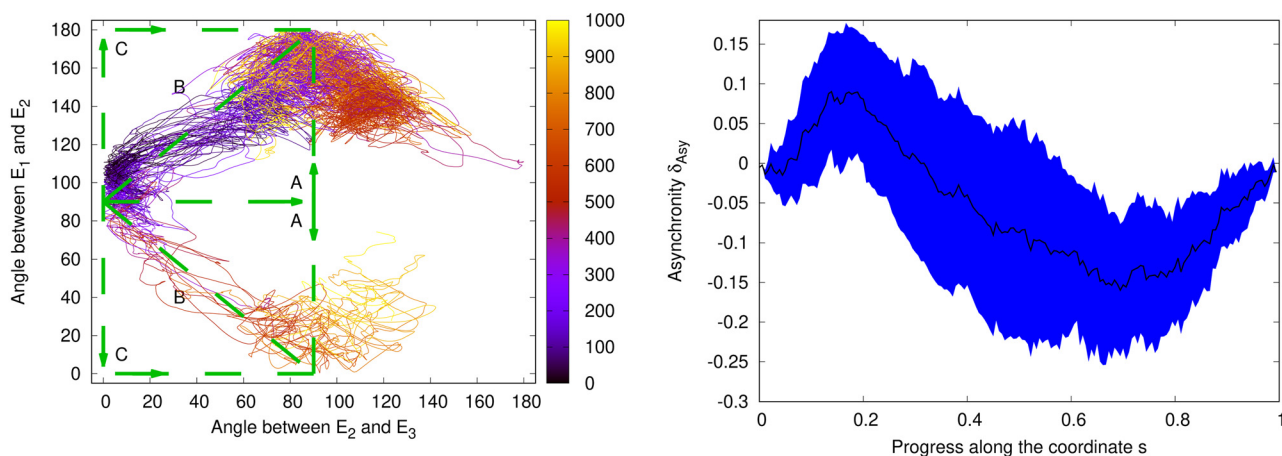 180
160
140
120
100
80
60
40
20
0
Angle between E1 and E2
C
B
A
A
B
C
0 20 40 60 80 100 120 140 160 180
Angle between E2 and E3
1000
900
800
700
600
500
400
300
200
100
0
0.15
0.1
0.05
0
-0.05
-0.1
-0.15
-0.2
-0.25
-0.3
Asynchronity δAsy
0 0.2 0.4 0.6 0.8 1
Progress along the coordinate s